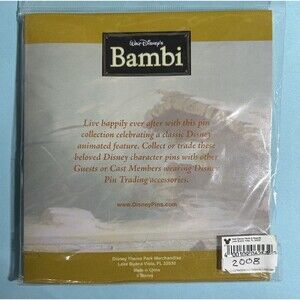 Walt Disney's
Bambi
Live happily ever after with this pin
collection celebrating a classic Disney
animated feature. Collect or trade these
beloved Disney character pins with other
Guests or Cast Members wearing Disney
Pin Trading accessories.
www.DisneyPins.com
Disney Theme Park Merchandise
Lake Buena Vista, FL 32830
Made in China
© Disney
2008